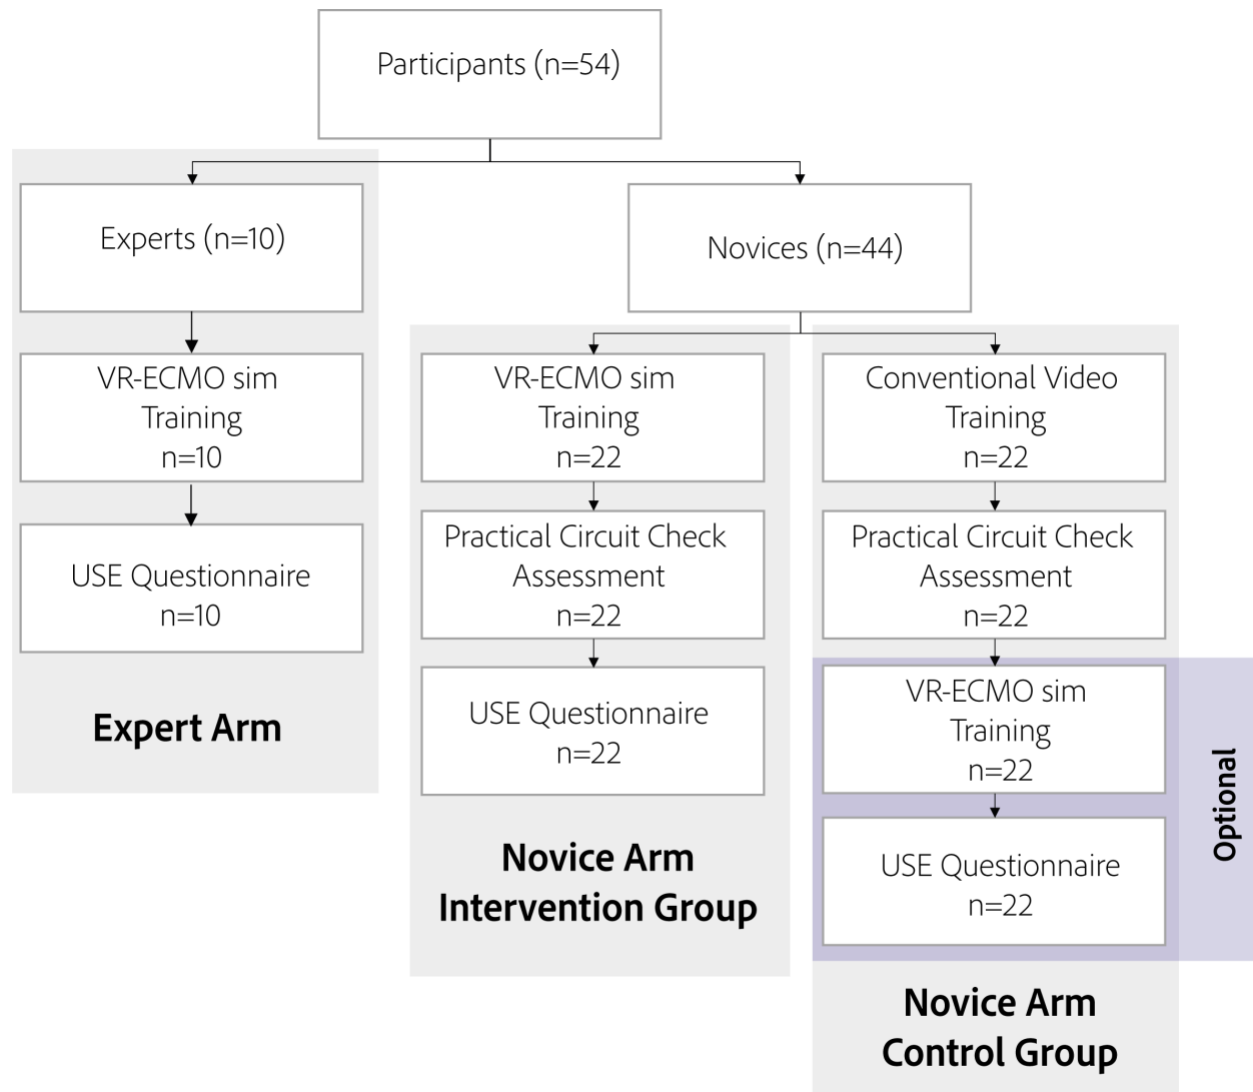 Participants (n=54)
Experts (n=10)
Novices (n=44)
VR-ECMO sim
Training
n=10
USE Questionnaire
n=10
Expert Arm
VR-ECMO sim
Training
n=22
Practical Circuit Check
Assessment
n=22
USE Questionnaire
n=22
Novice Arm
Intervention Group
Conventional Video
Training
n=22
Practical Circuit Check
Assessment
n=22
VR-ECMO sim
Training
n=22
USE Questionnaire
n=22
Optional
Novice Arm
Control Group